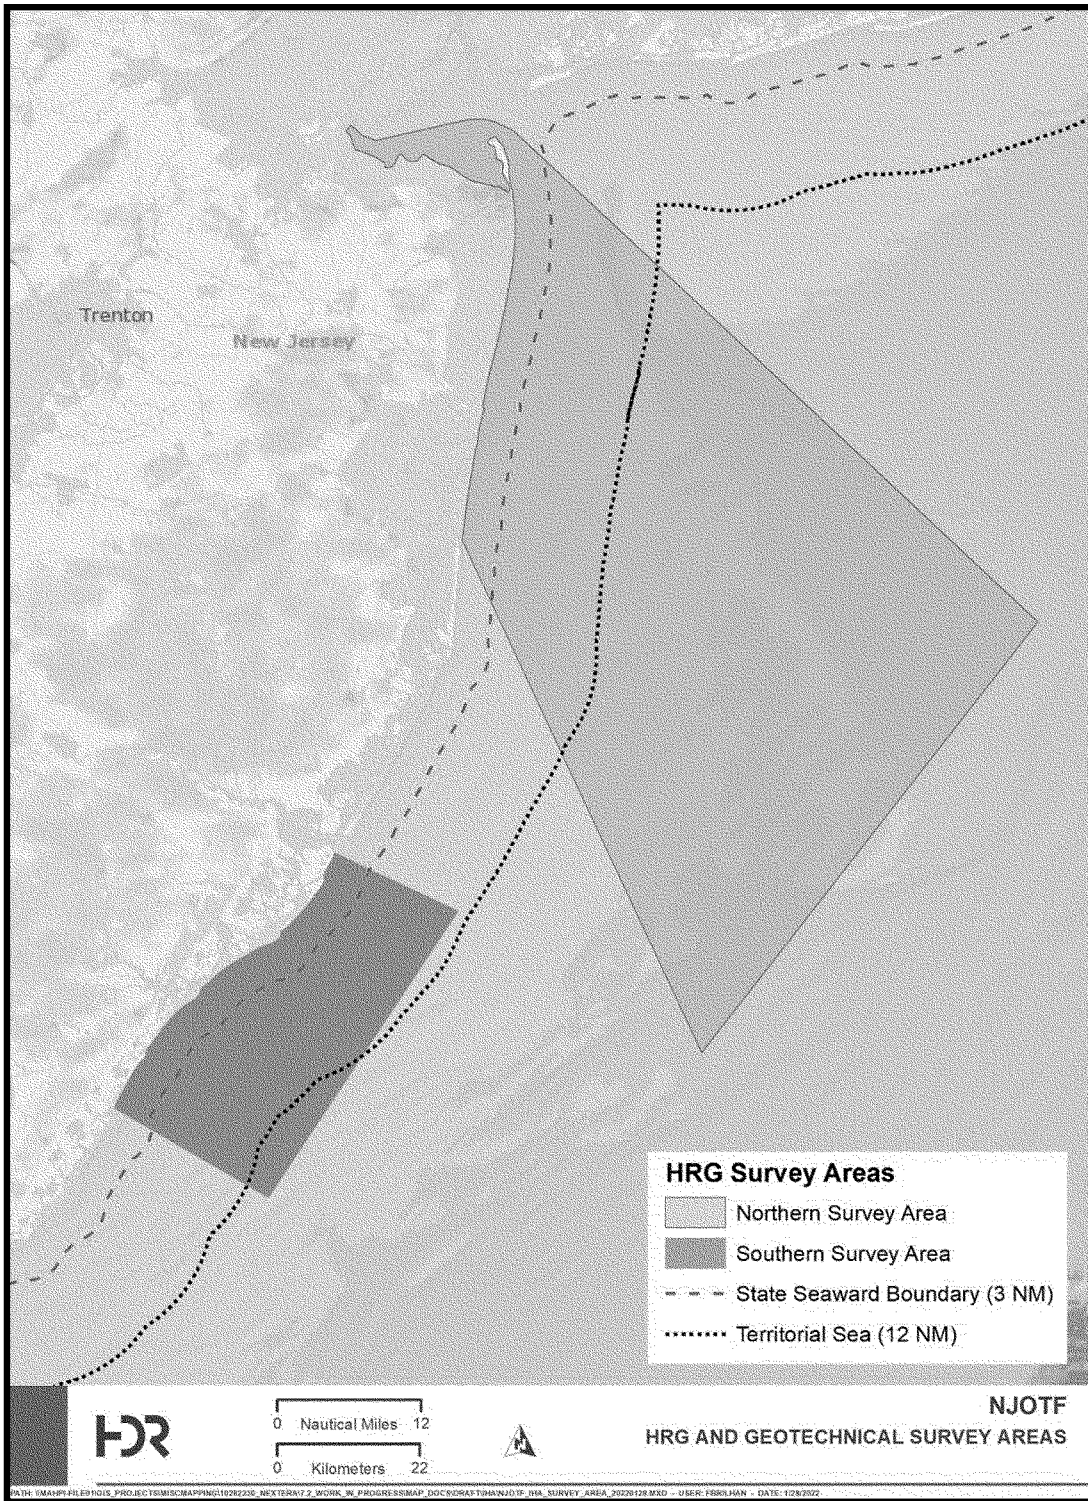 Trenton
New Jersey
HRG Survey Areas
Northern Survey Area
Southern Survey Area
State Seaward Boundary (3 NM)
Territorial Sea (12 NM)
HDR
0 Nautical Miles 12
0 Kilometers 22
N
NJOTF
HRG AND GEOTECHNICAL SURVEY AREAS